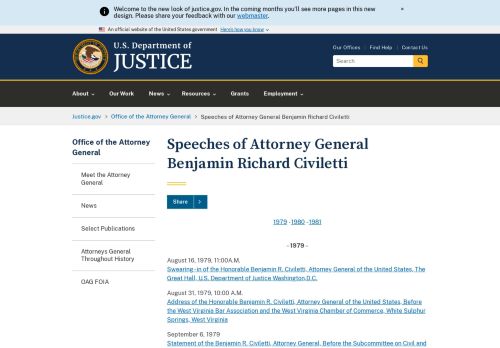 Welcome to the new look of justice.gov. In the coming months you'll see more pages in this new
design. Please share your feedback with our webmaster.
×
An official website of the United States government Here's how you know
U.S. Department of
JUSTICE
Our Offices Find Help Contact Us
Search
About Our Work News Resources Grants Employment
Justice.gov > Office of the Attorney General > Speeches of Attorney General Benjamin Richard Civiletti
Office of the Attorney
General
Meet the Attorney
General
News
Select Publications
Attorneys General
Throughout History
OAG FOIA
Speeches of Attorney General
Benjamin Richard Civiletti
Share >
1979 - 1980 - 1981
- 1979 -
August 16, 1979, 11:00A.M.
Swearing -in of the Honorable Benjamin R. Civiletti, Attorney General of the United States, The
Great Hall, U.S. Department of Justice Washington,D.C.
August 31, 1979, 10:00 A.M.
Address of the Honorable Benjamin R. Civiletti, Attorney General of the United States, Before
the West Virginia Bar Association and the West Virginia Chamber of Commerce, White Sulphur
Springs, West Virginia
September 6, 1979
Statement of the Benjamin R. Civiletti, Attorney General, Before the Subcommittee on Civil and